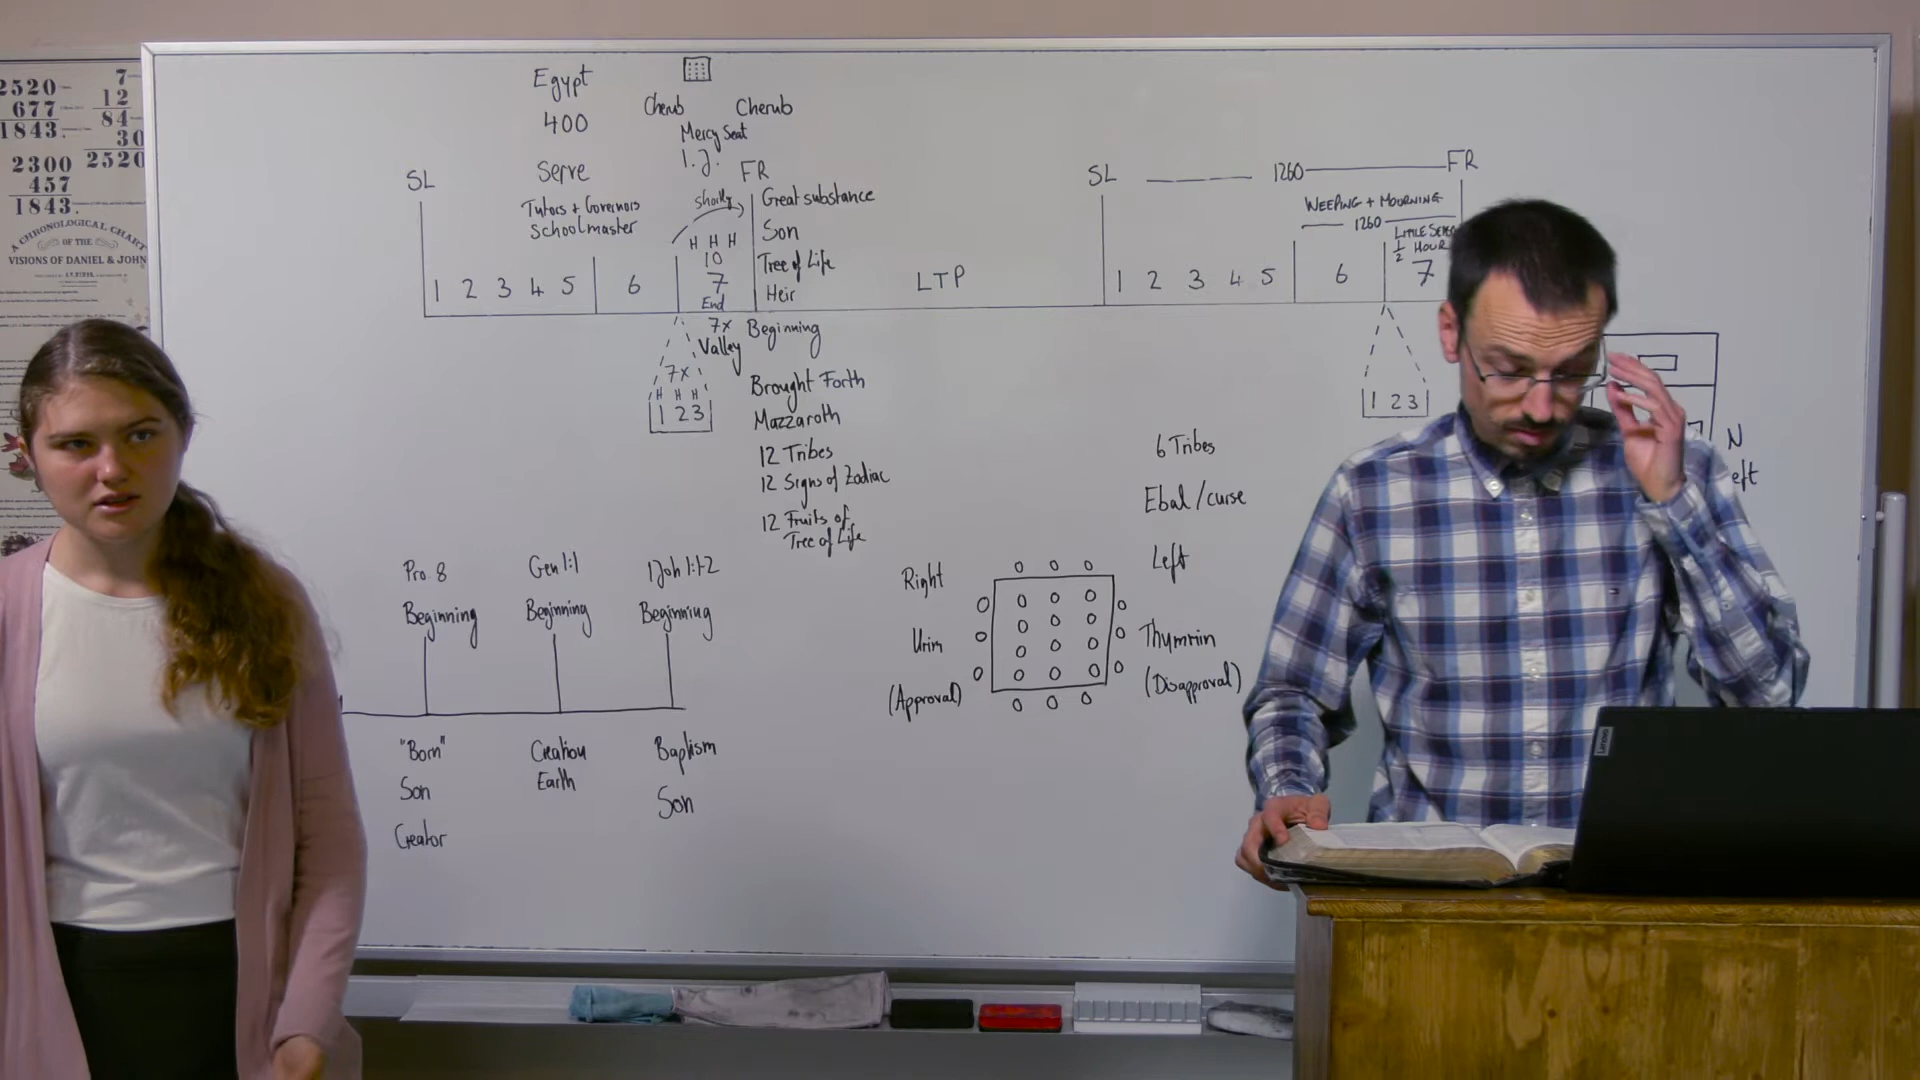 2520
677
1843.
7
12
84
30
2520
2300
457
1843.
A CHRONOLOGICAL CHART
OF THE
VISIONS OF DANIEL & JOHN
Egypt
400
Serve
Tutors + Governors
Schoolmaster
Cherub Cherub
Mercy Seat
1.J.
SL
FR
shortly
H H H
10
1 2 3 4 5 6 7
End
Great substance
Son
Tree of Life
Heir
LTP
7x Beginning
Valley
7x
H H H
1 2 3
Brought Forth
Mazzaroth
12 Tribes
12 Signs of Zodiac
12 Fruits of
Tree of Life
SL 1260 FR
WEEPING + MOURNING
1260
1/2 HOUR
1 2 3 4 5 6 7
1 2 3
N
eft
6 Tribes
Ebal/curse
Left
Thummin
(Disapproval)
Right
Urim
(Approval)
Pro. 8
Beginning
"Born"
Son
Creator
Gen 1:1
Beginning
Creation
Earth
1Joh 1:1-2
Beginning
Baptism
Son
Lenovo